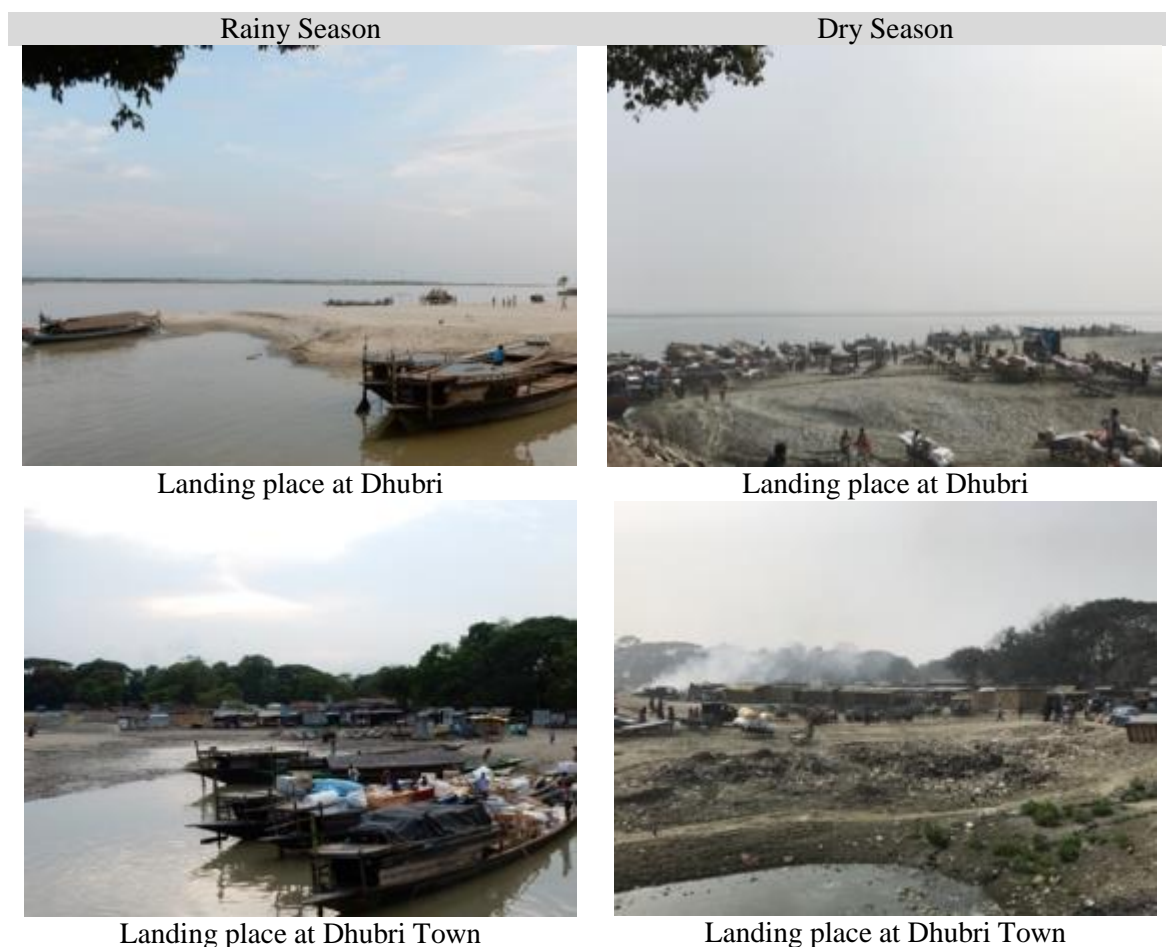 Rainy Season
Dry Season
Landing place at Dhubri
Landing place at Dhubri
Landing place at Dhubri Town
Landing place at Dhubri Town